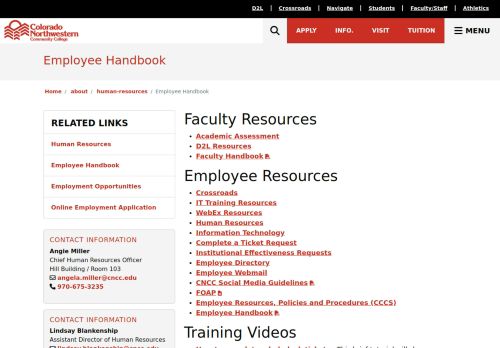 D2L | Crossroads | Navigate | Students | Faculty/Staff | Athletics
Colorado
Northwestern
Community College
APPLY INFO. VISIT TUITION MENU
Employee Handbook
Home / about / human-resources / Employee Handbook
RELATED LINKS
Human Resources
Employee Handbook
Employment Opportunities
Online Employment Application
CONTACT INFORMATION
Angie Miller
Chief Human Resources Officer
Hill Building / Room 103
angela.miller@cncc.edu
970-675-3235
CONTACT INFORMATION
Lindsay Blankenship
Assistant Director of Human Resources
Faculty Resources
Academic Assessment
D2L Resources
Faculty Handbook
Employee Resources
Crossroads
IT Training Resources
WebEx Resources
Human Resources
Information Technology
Complete a Ticket Request
Institutional Effectiveness Requests
Employee Directory
Employee Webmail
CNCC Social Media Guidelines
FOAP
Employee Resources, Policies and Procedures (CCCS)
Employee Handbook
Training Videos